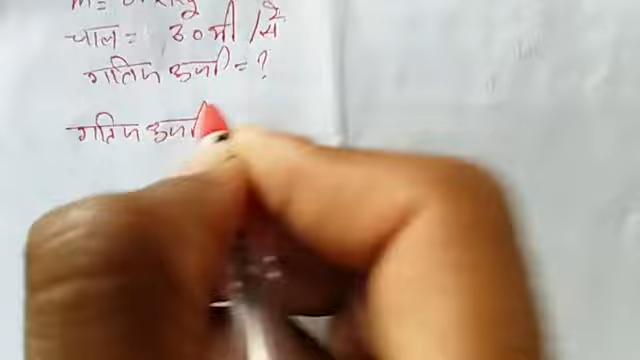 m =
चाल = 30 मी / से
गतिज ऊर्जा = ?
गतिज ऊर्जा